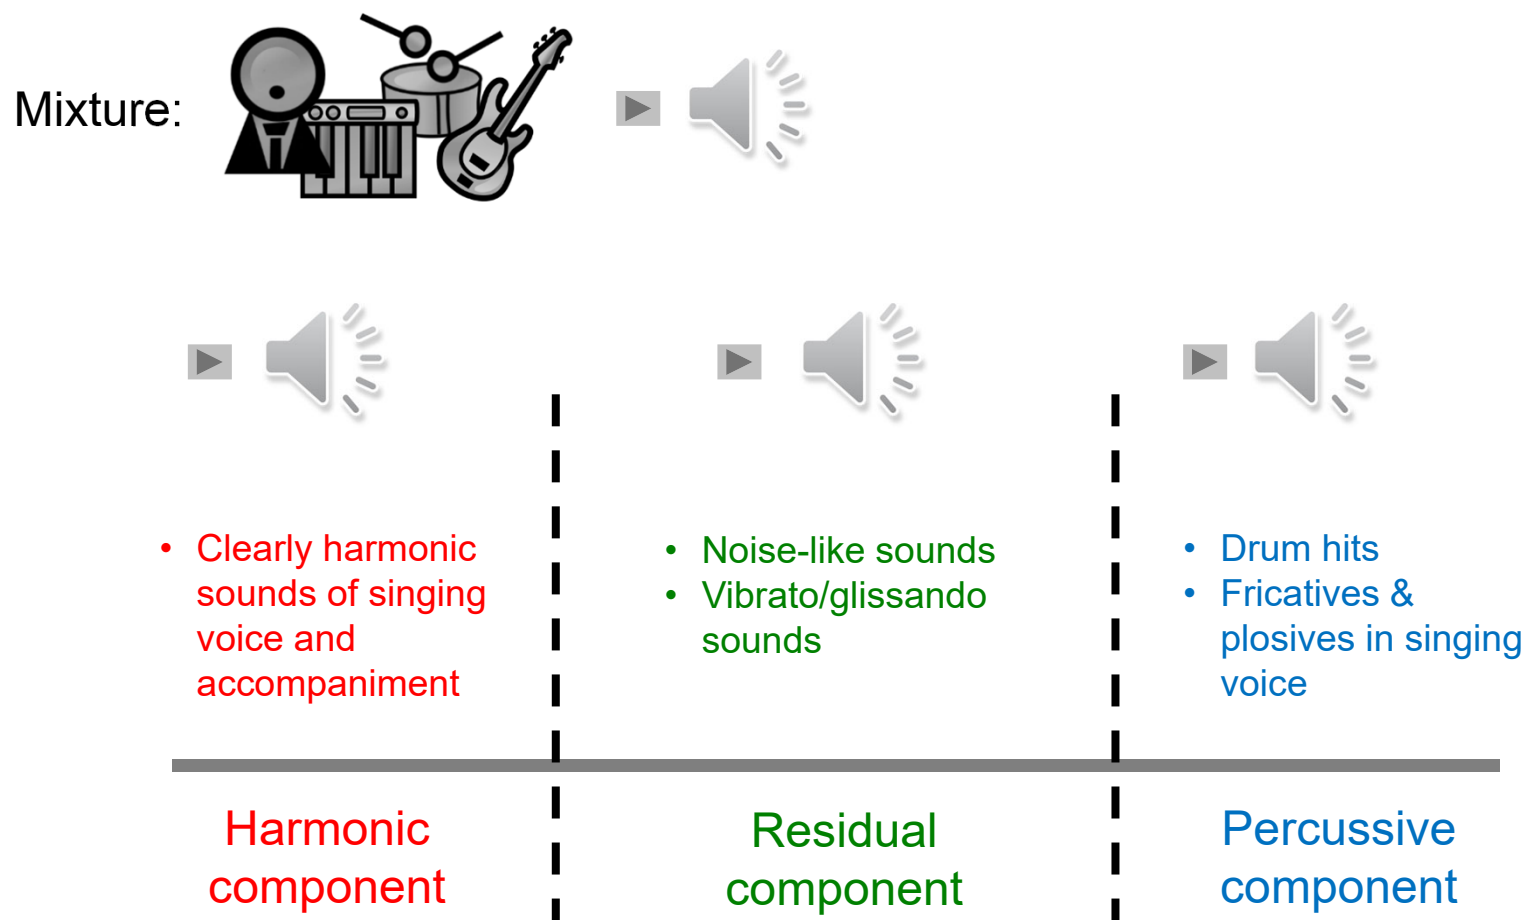 Mixture:
• Clearly harmonic
sounds of singing
voice and
accompaniment
• Noise-like sounds
• Vibrato/glissando
sounds
• Drum hits
• Fricatives &
plosives in singing
voice
Harmonic
component
Residual
component
Percussive
component